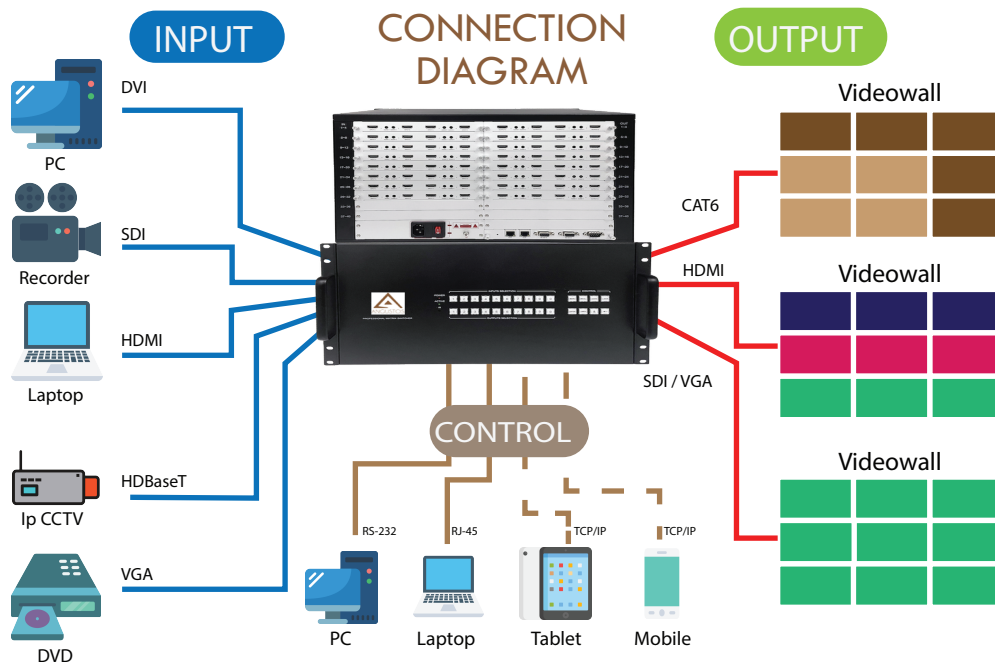 INPUT
CONNECTION
DIAGRAM
OUTPUT
DVI
PC
SDI
Recorder
HDMI
Laptop
HDBaseT
Ip CCTV
VGA
DVD
CONTROL
RS-232
RJ-45
TCP/IP
TCP/IP
PC
Laptop
Tablet
Mobile
CAT6
HDMI
SDI / VGA
Videowall
Videowall
Videowall